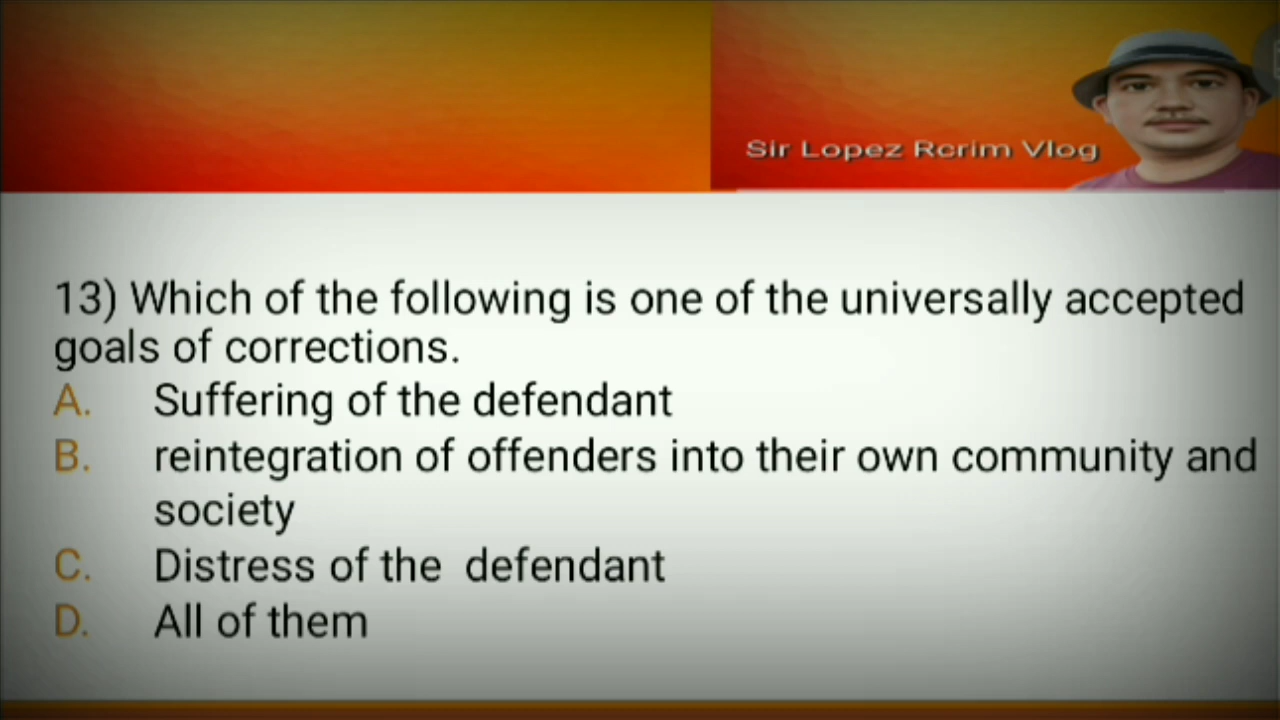 Sir Lopez Rcrim Vlog
13) Which of the following is one of the universally accepted
goals of corrections.
A. Suffering of the defendant
B. reintegration of offenders into their own community and
society
C. Distress of the defendant
D. All of them